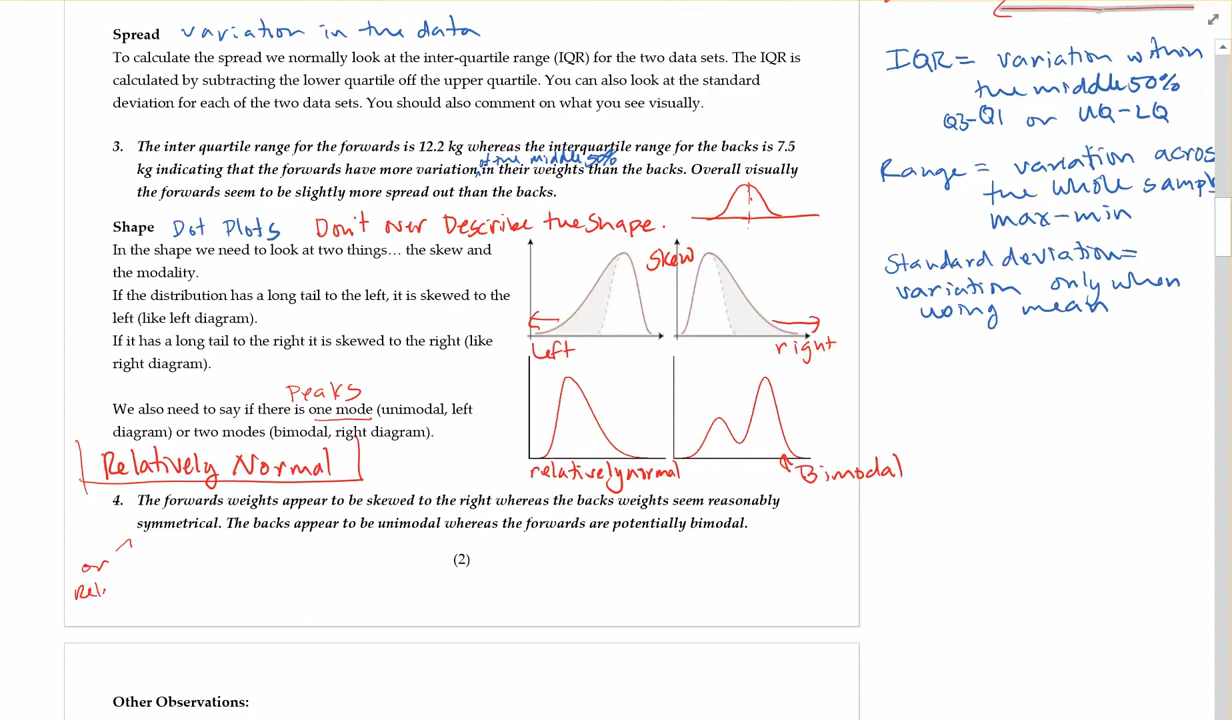 Spread variation in the data
To calculate the spread we normally look at the inter-quartile range (IQR) for the two data sets. The IQR is
calculated by subtracting the lower quartile off the upper quartile. You can also look at the standard
deviation for each of the two data sets. You should also comment on what you see visually.
3. The inter quartile range for the forwards is 12.2 kg whereas the interquartile range for the backs is 7.5
of the middle 50%
kg indicating that the forwards have more variation in their weights than the backs. Overall visually
the forwards seem to be slightly more spread out than the backs.
Shape Dot Plots Don't over Describe the shape.
In the shape we need to look at two things… the skew and
the modality.
If the distribution has a long tail to the left, it is skewed to the
left (like left diagram).
If it has a long tail to the right it is skewed to the right (like
right diagram).
Skew
left
right
Peaks
We also need to say if there is one mode (unimodal, left
diagram) or two modes (bimodal, right diagram).
Relatively Normal
relatively normal
Bimodal
4. The forwards weights appear to be skewed to the right whereas the backs weights seem reasonably
symmetrical. The backs appear to be unimodal whereas the forwards are potentially bimodal.
or
Rel
(2)
Other Observations:
IQR = variation within
the middle 50%
Q3-Q1 or UQ-LQ
Range = variation across
the whole sample
max-min
Standard deviation =
variation only when
using mean